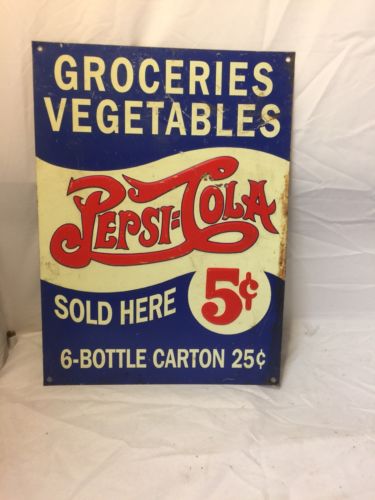 GROCERIES
VEGETABLES
PEPSI=COLA
SOLD HERE 5¢
6-BOTTLE CARTON 25¢